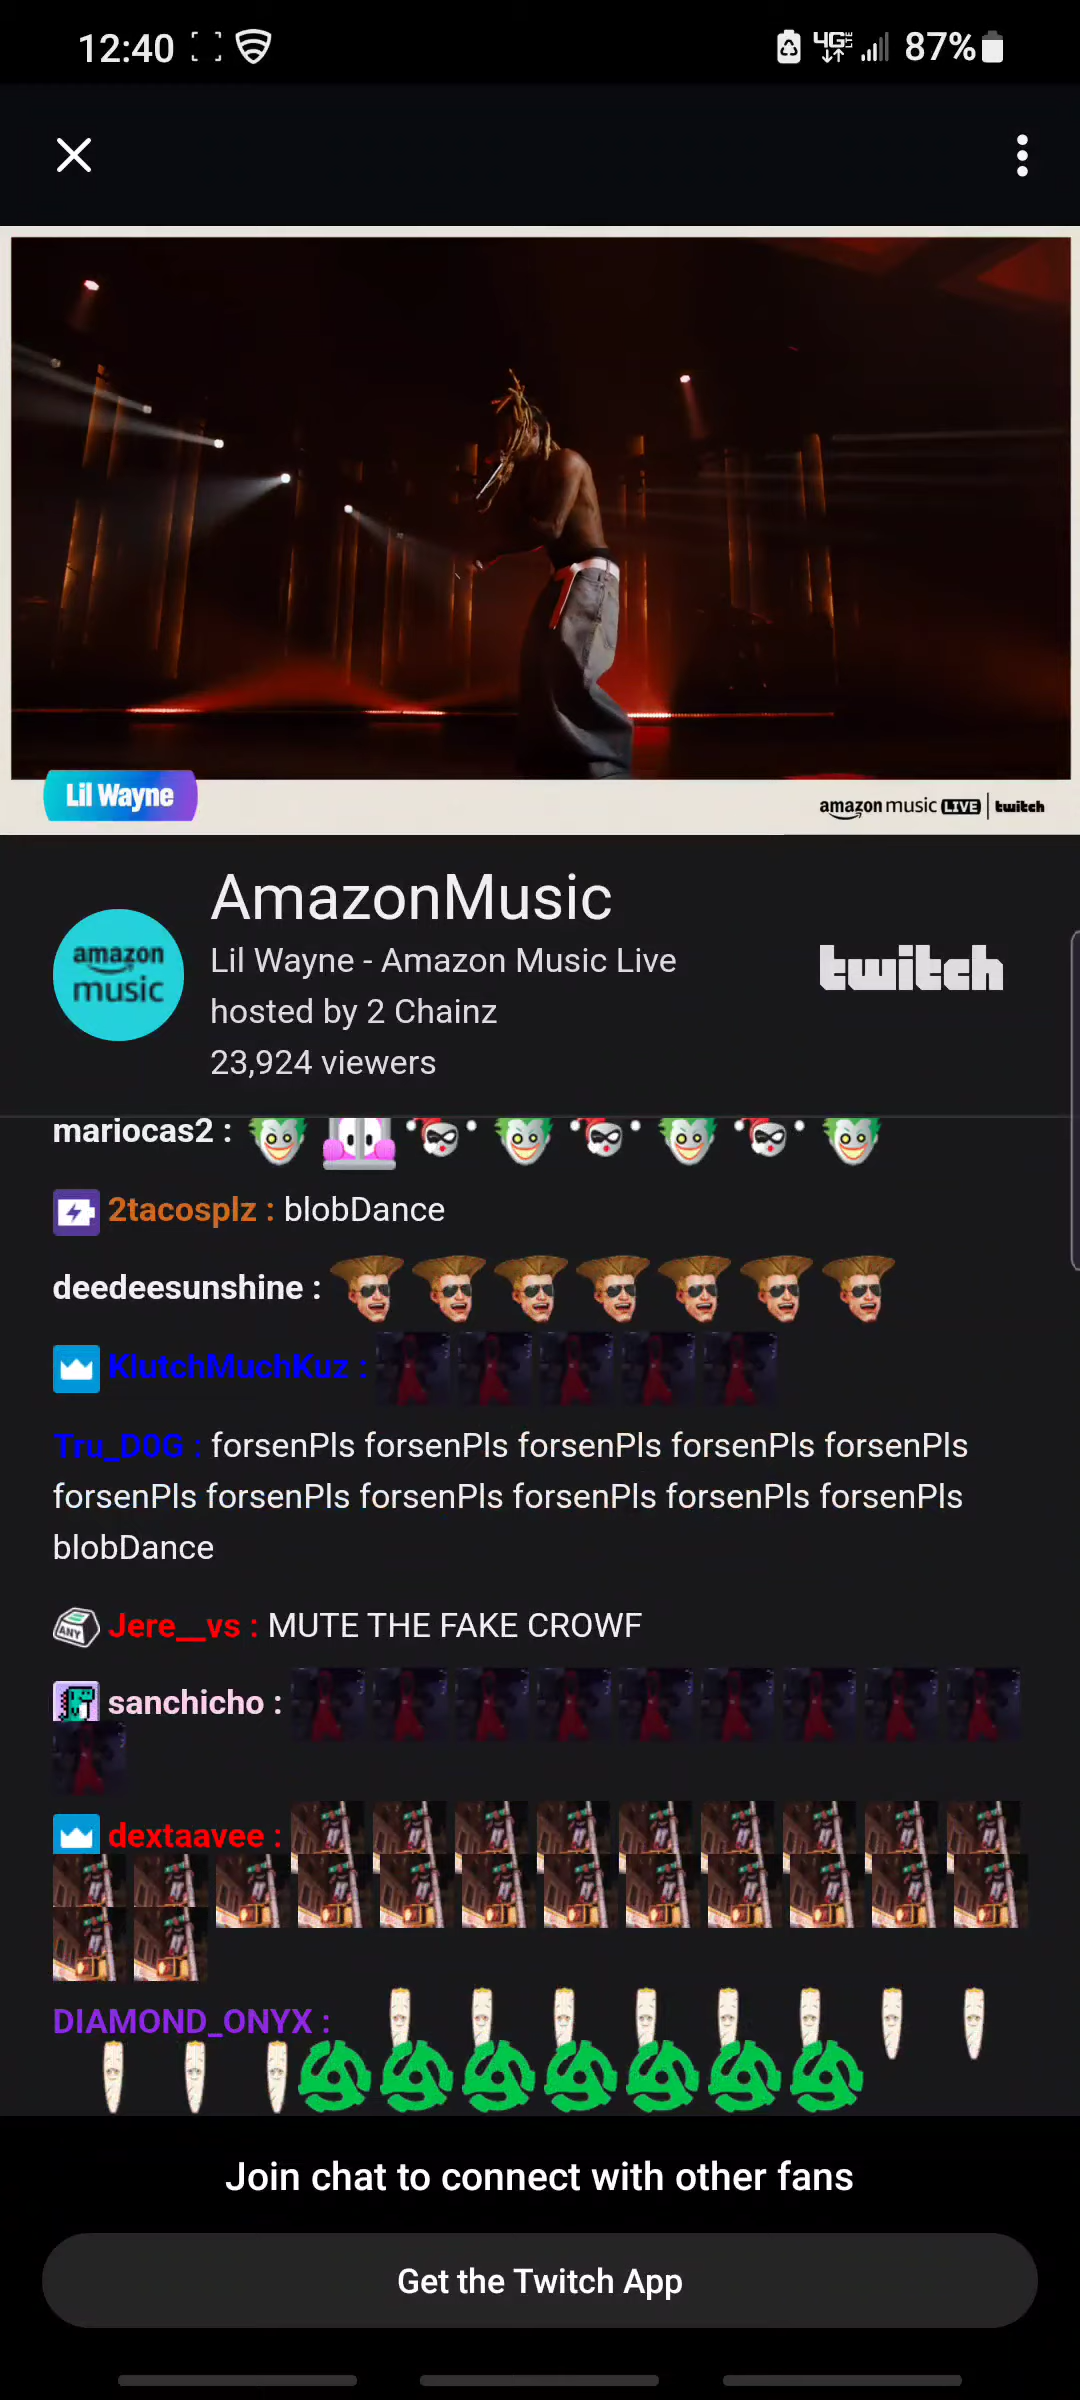 12:40
4G LTE 87%
Lil Wayne
amazon music LIVE | twitch
AmazonMusic
amazon music
Lil Wayne - Amazon Music Live
hosted by 2 Chainz
twitch
23,924 viewers
mariocas2 :
2tacosplz : blobDance
deedeesunshine :
KlutchMuchKuz :
Tru_D0G : forsenPls forsenPls forsenPls forsenPls forsenPls
forsenPls forsenPls forsenPls forsenPls forsenPls forsenPls
blobDance
ANY Jere__vs : MUTE THE FAKE CROWF
sanchicho :
dextaavee :
DIAMOND_ONYX :
Join chat to connect with other fans
Get the Twitch App